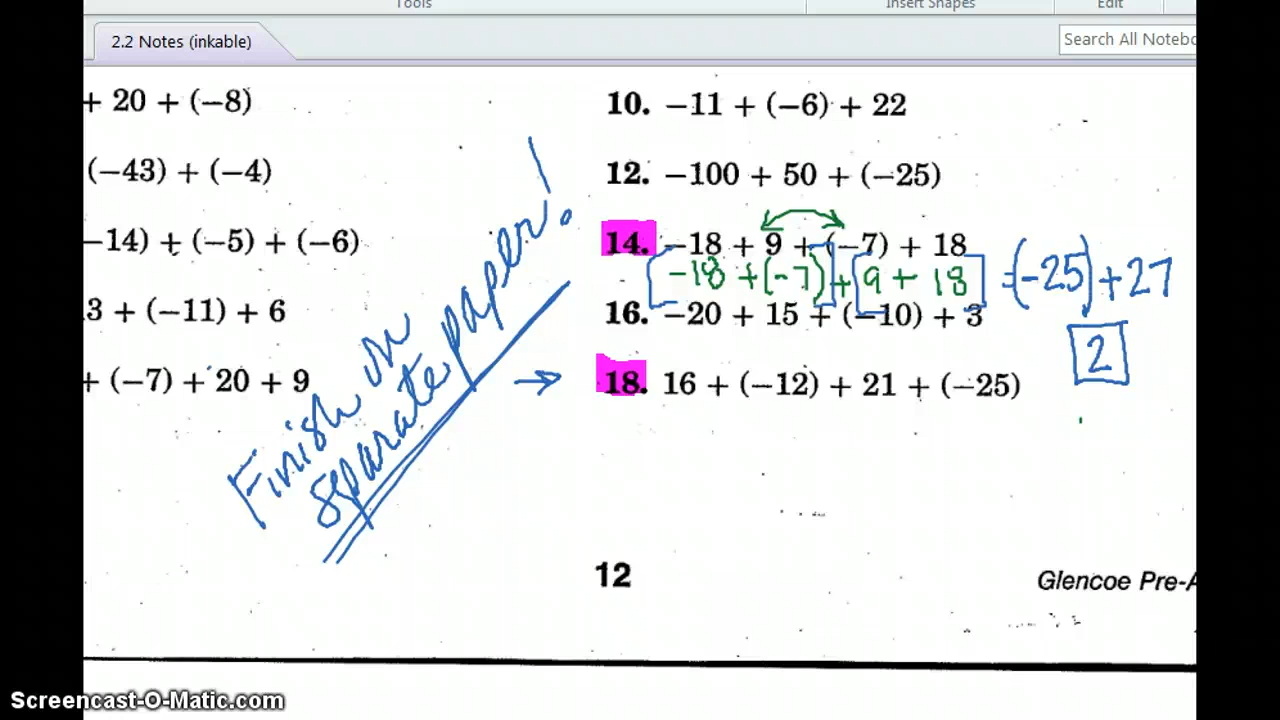 Tools
Insert Shapes
Edit
2.2 Notes (inkable)
Search All Notebo
+ 20 + (−8)
(−43) + (−4)
−14) + (−5) + (−6)
.3 + (−11) + 6
+ (−7) + 20 + 9
Finish on
separate paper!
10. −11 + (−6) + 22
12. −100 + 50 + (−25)
14. −18 + 9 + (−7) + 18
[-18 + (-7)] + [9 + 18] = (-25) + 27
16. −20 + 15 + (−10) + 3
2
→ 18. 16 + (−12) + 21 + (−25)
12
Glencoe Pre-A
Screencast-O-Matic.com